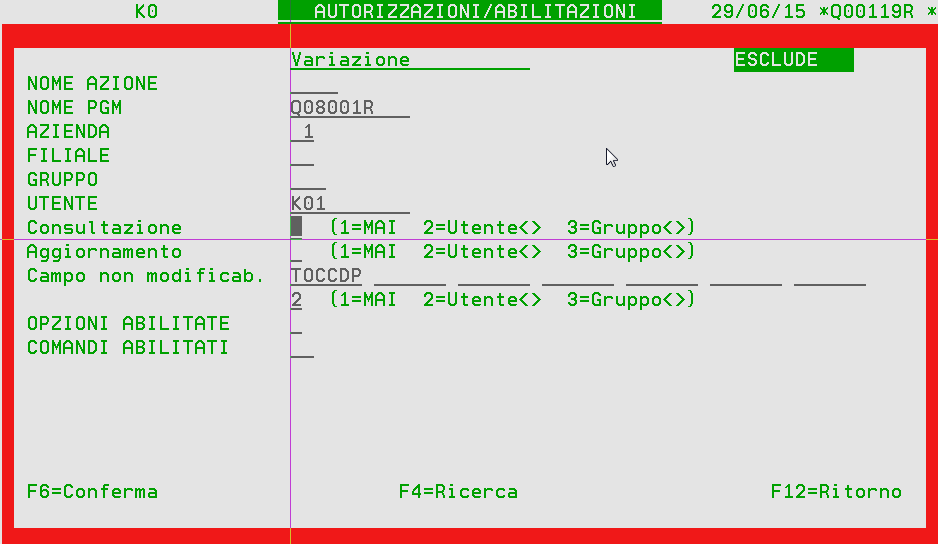 K0 AUTORIZZAZIONI/ABILITAZIONI 29/06/15 *Q00119R *
Variazione ESCLUDE
NOME AZIONE
NOME PGM Q08001R
AZIENDA 1
FILIALE
GRUPPO
UTENTE K01
Consultazione (1=MAI 2=Utente<> 3=Gruppo<>)
Aggiornamento (1=MAI 2=Utente<> 3=Gruppo<>)
Campo non modificab. TOCCDP
2 (1=MAI 2=Utente<> 3=Gruppo<>)
OPZIONI ABILITATE
COMANDI ABILITATI
F6=Conferma F4=Ricerca F12=Ritorno